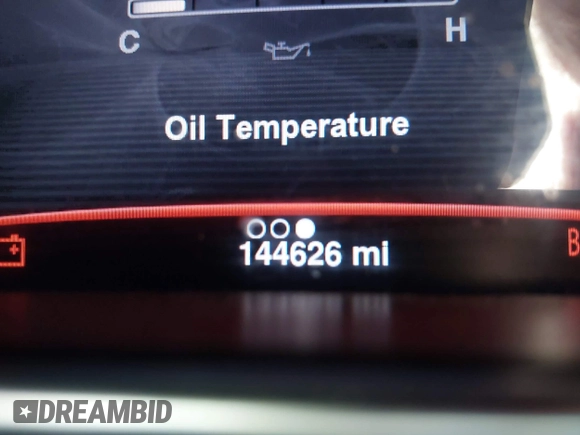 C H
Oil Temperature
144626 mi
B
DREAMBID